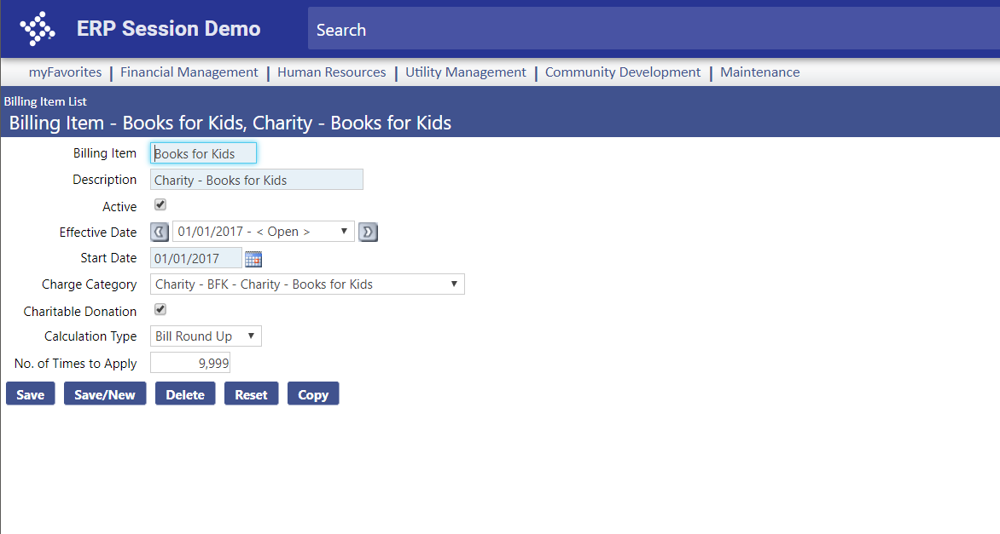 ERP Session Demo
Search
myFavorites | Financial Management | Human Resources | Utility Management | Community Development | Maintenance
Billing Item List
Billing Item - Books for Kids, Charity - Books for Kids
Billing Item Books for Kids
Description Charity - Books for Kids
Active
Effective Date 01/01/2017 - < Open >
Start Date 01/01/2017
Charge Category Charity - BFK - Charity - Books for Kids
Charitable Donation
Calculation Type Bill Round Up
No. of Times to Apply 9,999
Save Save/New Delete Reset Copy